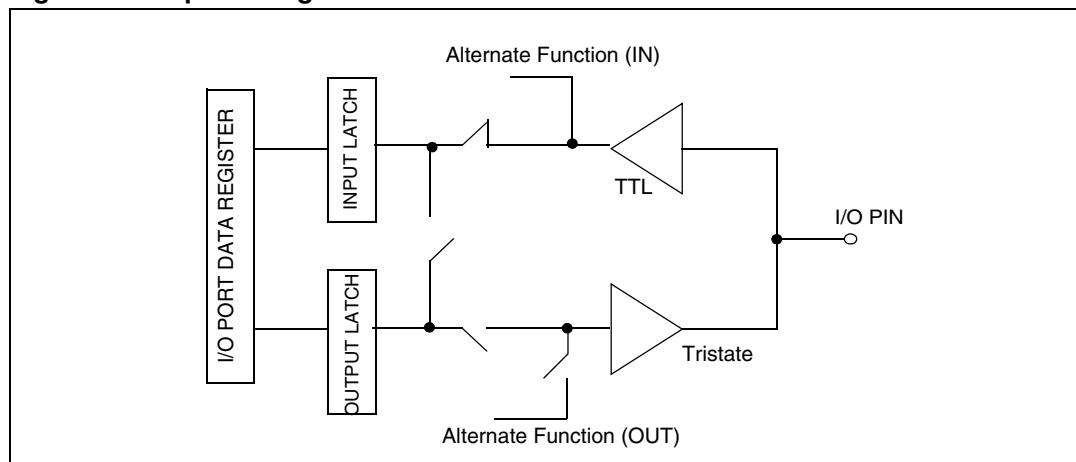 Alternate Function (IN)
I/O PORT DATA REGISTER
INPUT LATCH
TTL
I/O PIN
OUTPUT LATCH
Tristate
Alternate Function (OUT)